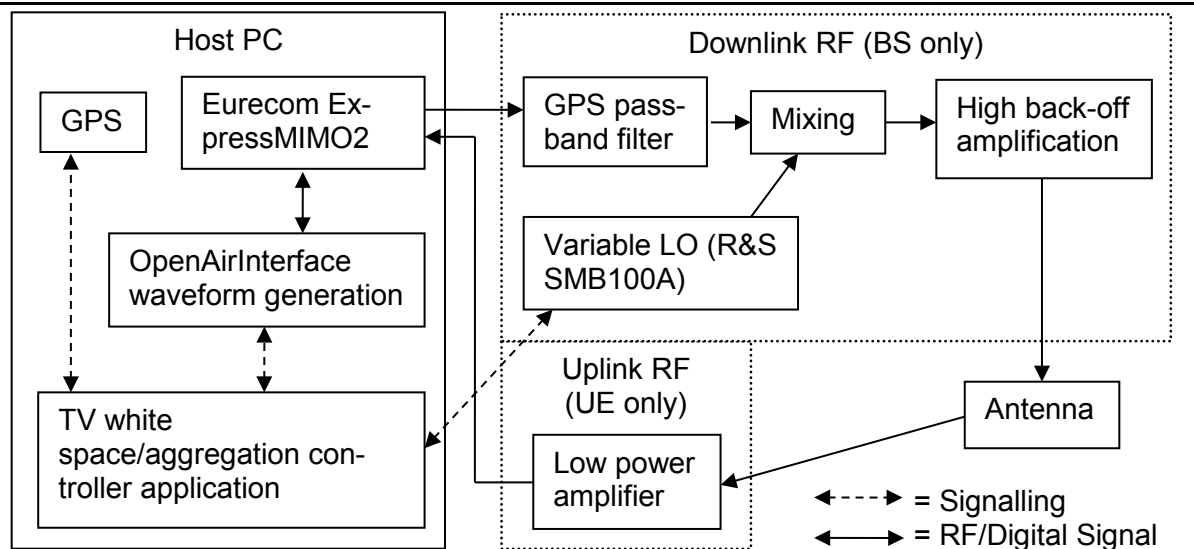 Host PC
GPS
Eurecom Ex-
pressMIMO2
OpenAirInterface
waveform generation
TV white
space/aggregation con-
troller application
Downlink RF (BS only)
GPS pass-
band filter
Mixing
High back-off
amplification
Variable LO (R&S
SMB100A)
Uplink RF
(UE only)
Low power
amplifier
Antenna
= Signalling
= RF/Digital Signal